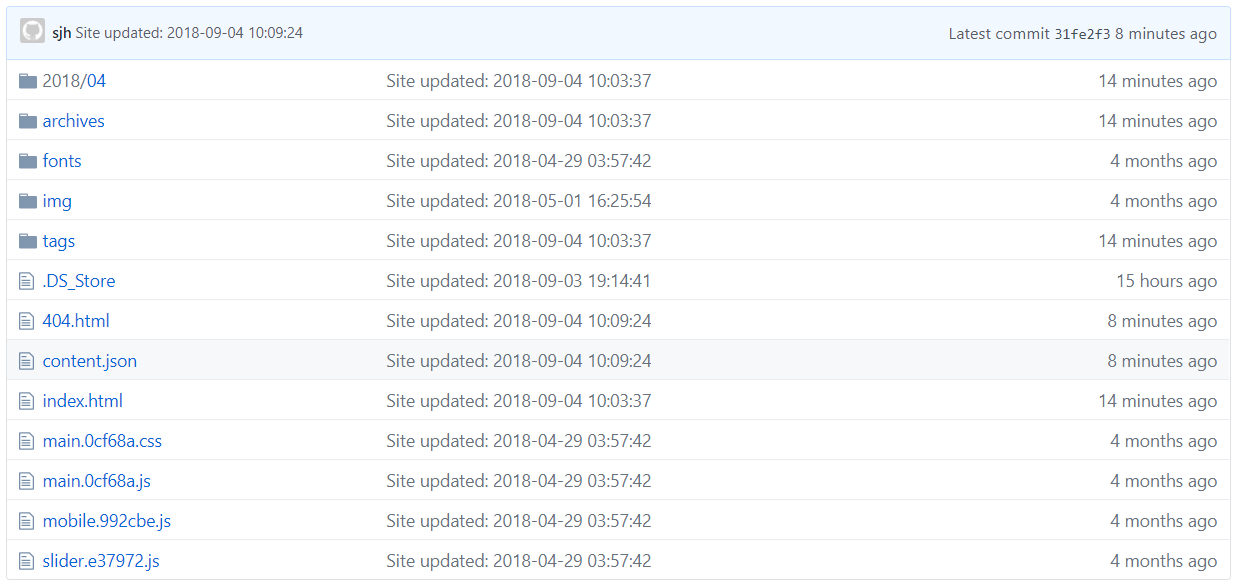 sjh Site updated: 2018-09-04 10:09:24 Latest commit 31fe2f3 8 minutes ago
2018/04 Site updated: 2018-09-04 10:03:37 14 minutes ago
archives Site updated: 2018-09-04 10:03:37 14 minutes ago
fonts Site updated: 2018-04-29 03:57:42 4 months ago
img Site updated: 2018-05-01 16:25:54 4 months ago
tags Site updated: 2018-09-04 10:03:37 14 minutes ago
.DS_Store Site updated: 2018-09-03 19:14:41 15 hours ago
404.html Site updated: 2018-09-04 10:09:24 8 minutes ago
content.json Site updated: 2018-09-04 10:09:24 8 minutes ago
index.html Site updated: 2018-09-04 10:03:37 14 minutes ago
main.0cf68a.css Site updated: 2018-04-29 03:57:42 4 months ago
main.0cf68a.js Site updated: 2018-04-29 03:57:42 4 months ago
mobile.992cbe.js Site updated: 2018-04-29 03:57:42 4 months ago
slider.e37972.js Site updated: 2018-04-29 03:57:42 4 months ago